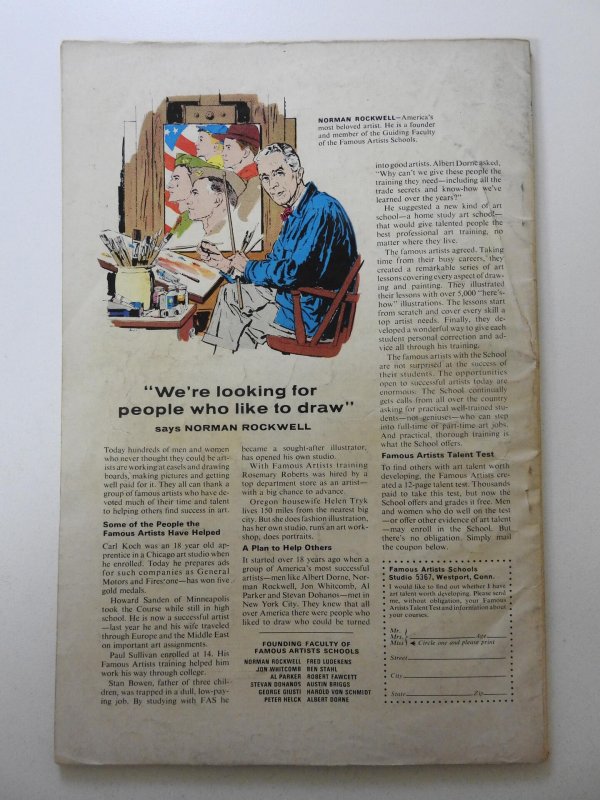 NORMAN ROCKWELL—America's
most beloved artist. He is a founder
and member of the Guiding Faculty
of the Famous Artists Schools.
"We're looking for
people who like to draw"
says NORMAN ROCKWELL
Today hundreds of men and women
who never thought they could be art-
ists are working at easels and drawing
boards, making pictures and getting
well paid for it. They all can thank a
group of famous artists who have de-
voted much of their time and talent
to helping others find success in art.
Some of the People the
Famous Artists Have Helped
Carl Koch was an 18 year old ap-
prentice in a Chicago art studio when
he enrolled. Today he prepares ads
for such companies as General
Motors and Firestone—has won five
gold medals.
Howard Sanden of Minneapolis
took the Course while still in high
school. He is now a successful artist
—last year he and his wife traveled
through Europe and the Middle East
on important art assignments.
Paul Sullivan enrolled at 14. His
Famous Artists training helped him
work his way through college.
Stan Bowen, father of three chil-
dren, was trapped in a dull, low-pay-
ing job. By studying with FAS he
became a sought-after illustrator,
has opened his own studio.
With Famous Artists training
Rosemary Roberts was hired by a
top department store as an artist—
with a big chance to advance.
Oregon housewife Helen Tryk
lives 150 miles from the nearest big
city. But she does fashion illustration,
has her own studio, runs an art work-
shop, does portraits.
A Plan to Help Others
It started over 18 years ago when a
group of America's most successful
artists—men like Albert Dorne, Nor-
man Rockwell, Jon Whitcomb, Al
Parker and Stevan Dohanos—met in
New York City. They knew that all
over America there were people who
liked to draw who could be turned
FOUNDING FACULTY OF
FAMOUS ARTISTS SCHOOLS
NORMAN ROCKWELL FRED LUDEKENS
JON WHITCOMB BEN STAHL
AL PARKER ROBERT FAWCETT
STEVAN DOHANOS AUSTIN BRIGGS
GEORGE GIUSTI HAROLD VON SCHMIDT
PETER HELCK ALBERT DORNE
into good artists. Albert Dorne asked,
"Why can't we give these people the
training they need—including all the
trade secrets and know-how we've
learned over the years?"
He suggested a new kind of art
school—a home study art school—
that would give talented people the
best professional art training, no
matter where they live.
The famous artists agreed. Taking
time from their busy careers, they
created a remarkable series of art
lessons covering every aspect of draw-
ing and painting. They illustrated
their lessons with over 5,000 "here's-
how" illustrations. The lessons start
from scratch and cover every skill a
top artist needs. Finally, they de-
veloped a wonderful way to give each
student personal correction and ad-
vice all through his training.
The famous artists with the School
are not surprised at the success of
their students. The opportunities
open to successful artists today are
enormous. The School continually
gets calls from all over the country
asking for practical well-trained stu-
dents—not geniuses—who can step
into full-time or part-time art jobs.
And practical, thorough training is
what the School offers.
Famous Artists Talent Test
To find others with art talent worth
developing, the Famous Artists cre-
ated a 12-page talent test. Thousands
paid to take this test, but now the
School offers and grades it free. Men
and women who do well on the test
—or offer other evidence of art talent
—may enroll in the School. But
there's no obligation. Simply mail
the coupon below.
Famous Artists Schools
Studio 5367, Westport, Conn.
I would like to find out whether I have
art talent worth developing. Please send
me, without obligation, your Famous
Artists Talent Test and information about
your courses.
Mr.
Mrs. Age
Miss Circle one and please print
Street
City
State Zip